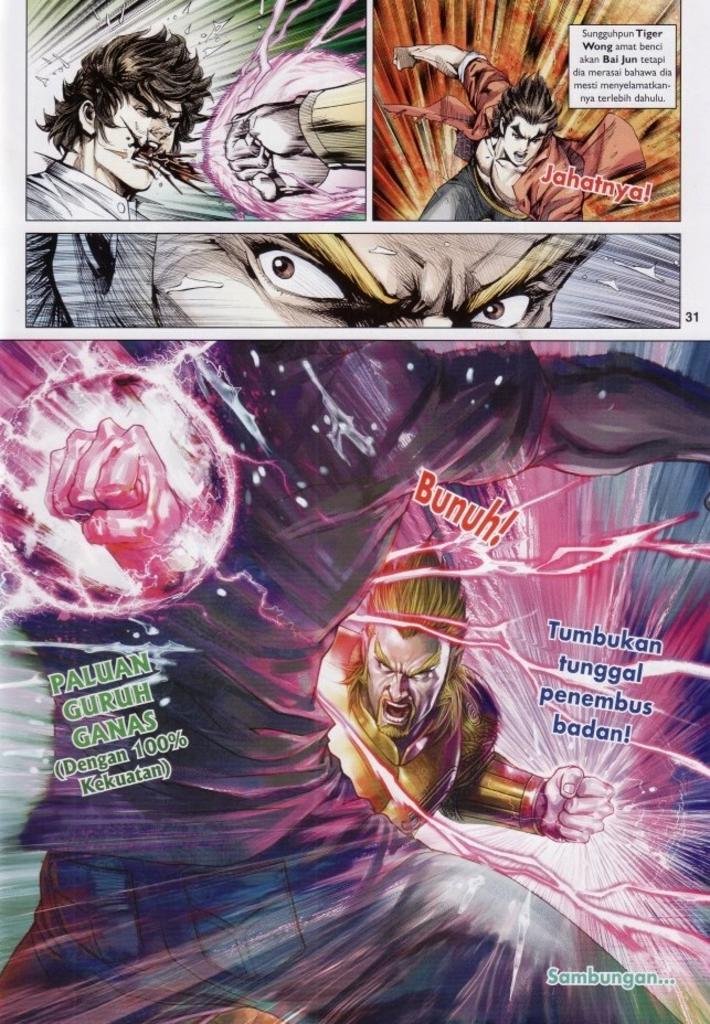 Sungguhpun Tiger
Wong amat benci
akan Bai Jun tetapi
dia merasai bahawa dia
mesti menyelamatkan-
nya terlebih dahulu.
Jahatnya!
31
Bunuh!
PALUAN
GURUH
GANAS
(Dengan 100%
Kekuatan)
Tumbukan
tunggal
penembus
badan!
Sambungan...